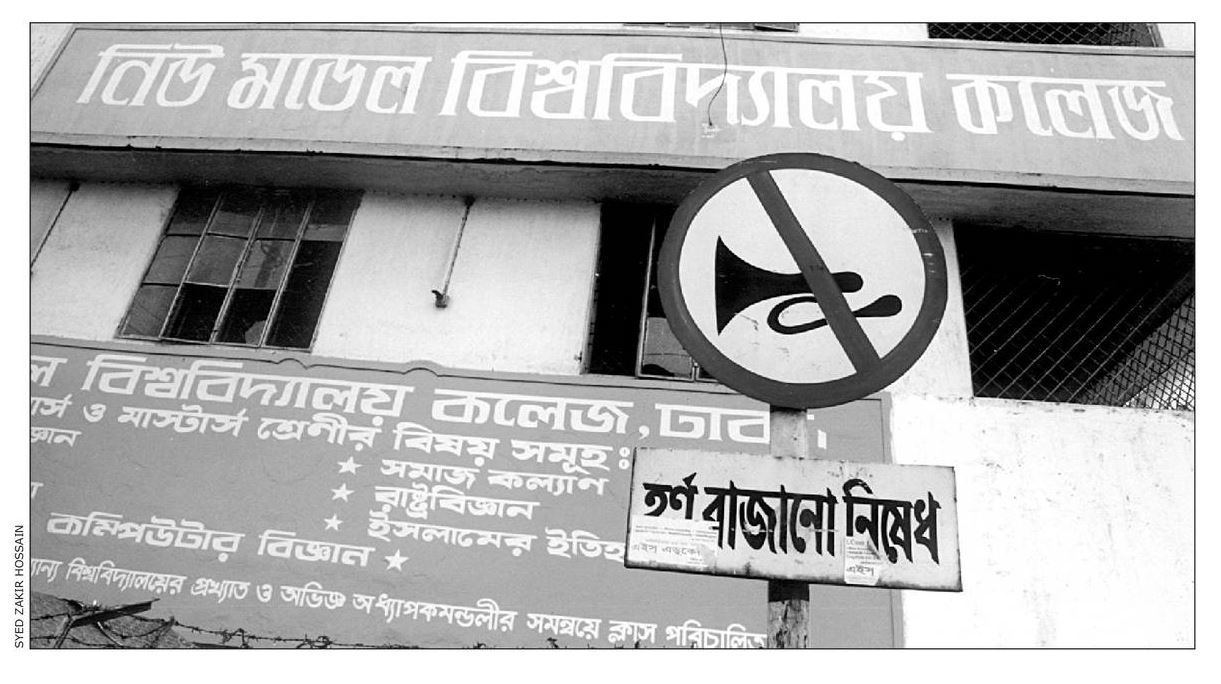 নিউ মডেল বিশ্ববিদ্যালয় কলেজ
ল বিশ্ববিদ্যালয় কলেজ, ঢাকা
ার্স ও মাস্টার্স শ্রেণীর বিষয় সমূহ ঃ
জ্ঞান
★ সমাজ কল্যাণ
★ রাষ্ট্রবিজ্ঞান
★ ইসলামের ইতিহ
কম্পিউটার বিজ্ঞান ★
ান্য বিশ্ববিদ্যালয়ের প্রখ্যাত ও অভিজ্ঞ অধ্যাপকমন্ডলীর সমন্বয়ে ক্লাস পরিচালিত
হর্ণ বাজানো নিষেধ
SYED ZAKIR HOSSAIN